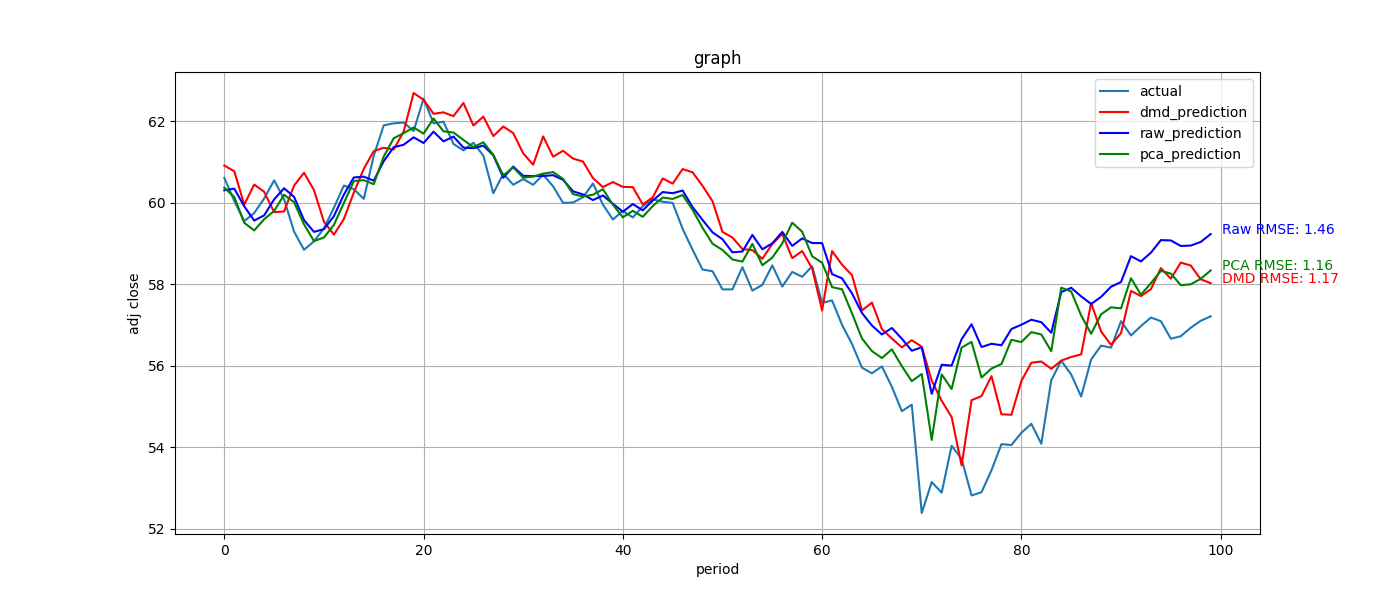 graph
actual
dmd_prediction
raw_prediction
pca_prediction
62
60
58
56
54
52
adj close
Raw RMSE: 1.46
PCA RMSE: 1.16
DMD RMSE: 1.17
0
20
40
60
80
100
period